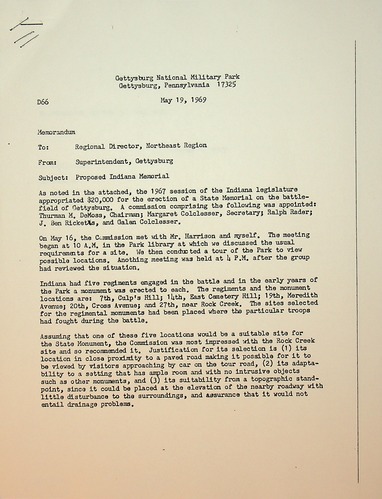 Gettysburg National Military Park
Gettysburg, Pennsylvania 17325
D66
May 19, 1969
Memorandum
To: Regional Director, Northeast Region
From: Superintendent, Gettysburg
Subject: Proposed Indiana Memorial
As noted in the attached, the 1967 session of the Indiana legislature
appropriated $20,000 for the erection of a State Memorial on the battle-
field of Gettysburg. A commission comprising the following was appointed:
Thurman M. DeMoss, Chairman; Margaret Colclesser, Secretary; Ralph Rader;
J. Ben Ricketts, and Wayne Colclesser.
On May 16, the Commission met with Mr. Harrison and myself. The meeting
began at 10 A.M. in the Park library at which we discussed the usual
requirements for a site. We then conducted a tour of the Park to view
possible locations. Another meeting was held at 4 P.M. after the group
had reviewed the situation.
Indiana had five regiments engaged in the battle and in the early years of
the Park a monument was erected to each. The regiments and the monument
locations are: 7th, Culp's Hill; 14th, East Cemetery Hill; 19th, Meredith
Avenue; 20th, Cross Avenue; and 27th, near Rock Creek. The sites selected
for the regimental monuments had been placed where the particular troops
had fought during the battle.
Assuming that one of these five locations would be a suitable site for
the State Monument, the Commission was most impressed with the Rock Creek
site and so recommended it. Justification for its selection is (1) its
location in close proximity to a paved road making it possible for it to
be viewed by visitors approaching by car on the tour road, (2) its adapta-
bility to a setting that has ample room and with no intrusive objects
such as other monuments, and (3) its suitability from a topographic stand-
point, since it could be placed at the elevation of the nearby roadway with
little disturbance to the surroundings, and assurance that it would not
entail drainage problems.